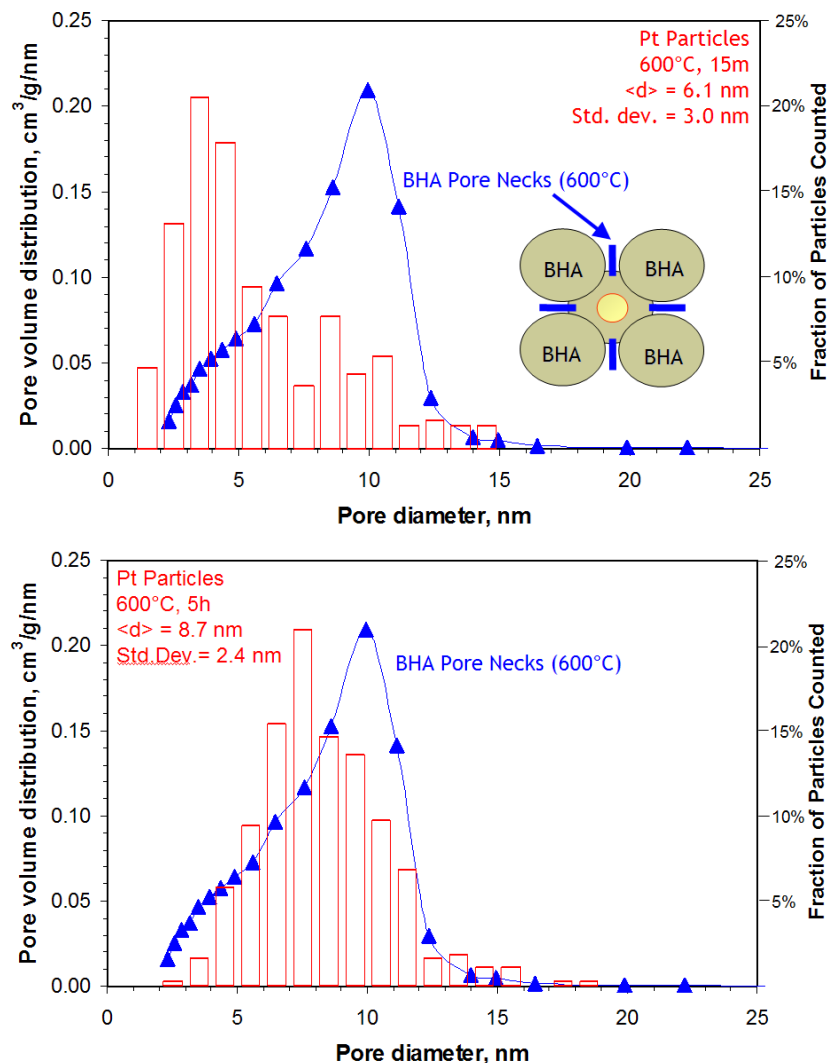 0.25
0.20
0.15
0.10
0.05
0.00
Pore volume distribution, cm³/g/nm
25%
20%
15%
10%
5%
Fraction of Particles Counted
Pt Particles
600°C, 15m
<d> = 6.1 nm
Std. dev. = 3.0 nm
BHA Pore Necks (600°C)
BHA
BHA
BHA
BHA
0 5 10 15 20 25
Pore diameter, nm
0.25
0.20
0.15
0.10
0.05
0.00
Pore volume distribution, cm³/g/nm
25%
20%
15%
10%
5%
Fraction of Particles Counted
Pt Particles
600°C, 5h
<d> = 8.7 nm
Std.Dev.= 2.4 nm
BHA Pore Necks (600°C)
0 5 10 15 20 25
Pore diameter, nm